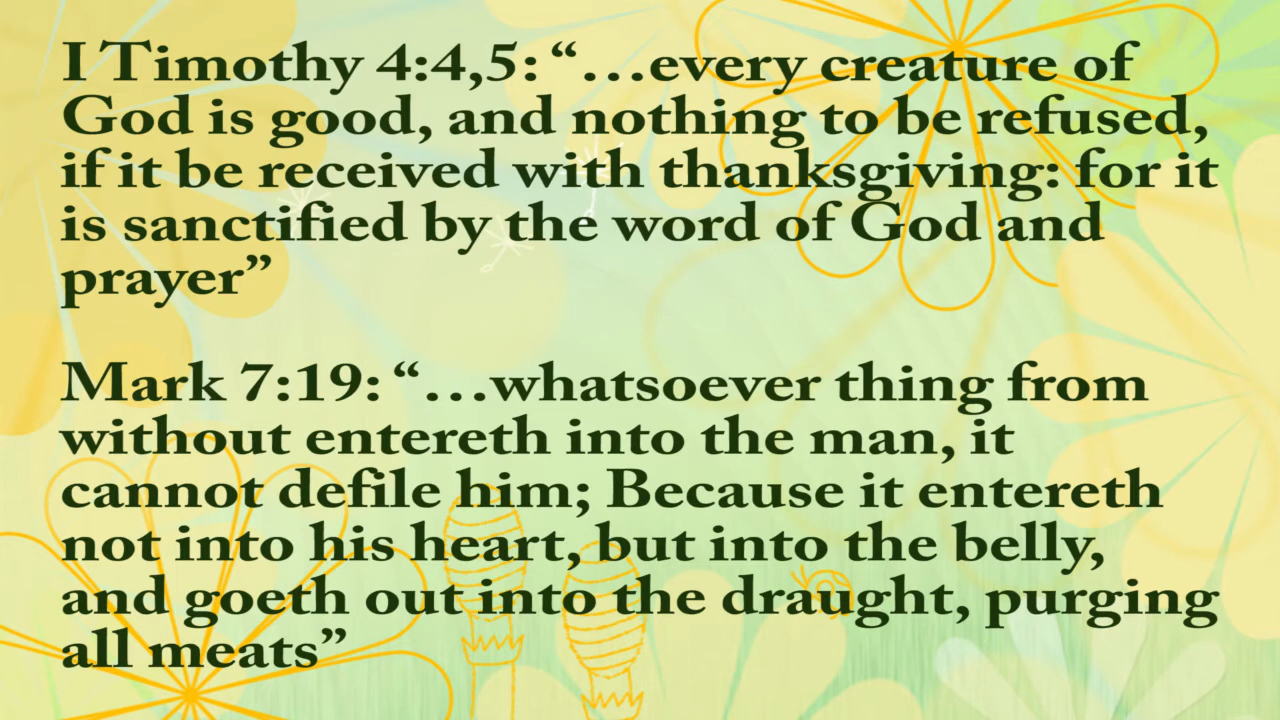 I Timothy 4:4,5: “…every creature of
God is good, and nothing to be refused,
if it be received with thanksgiving: for it
is sanctified by the word of God and
prayer”
Mark 7:19: “…whatsoever thing from
without entereth into the man, it
cannot defile him; Because it entereth
not into his heart, but into the belly,
and goeth out into the draught, purging
all meats”